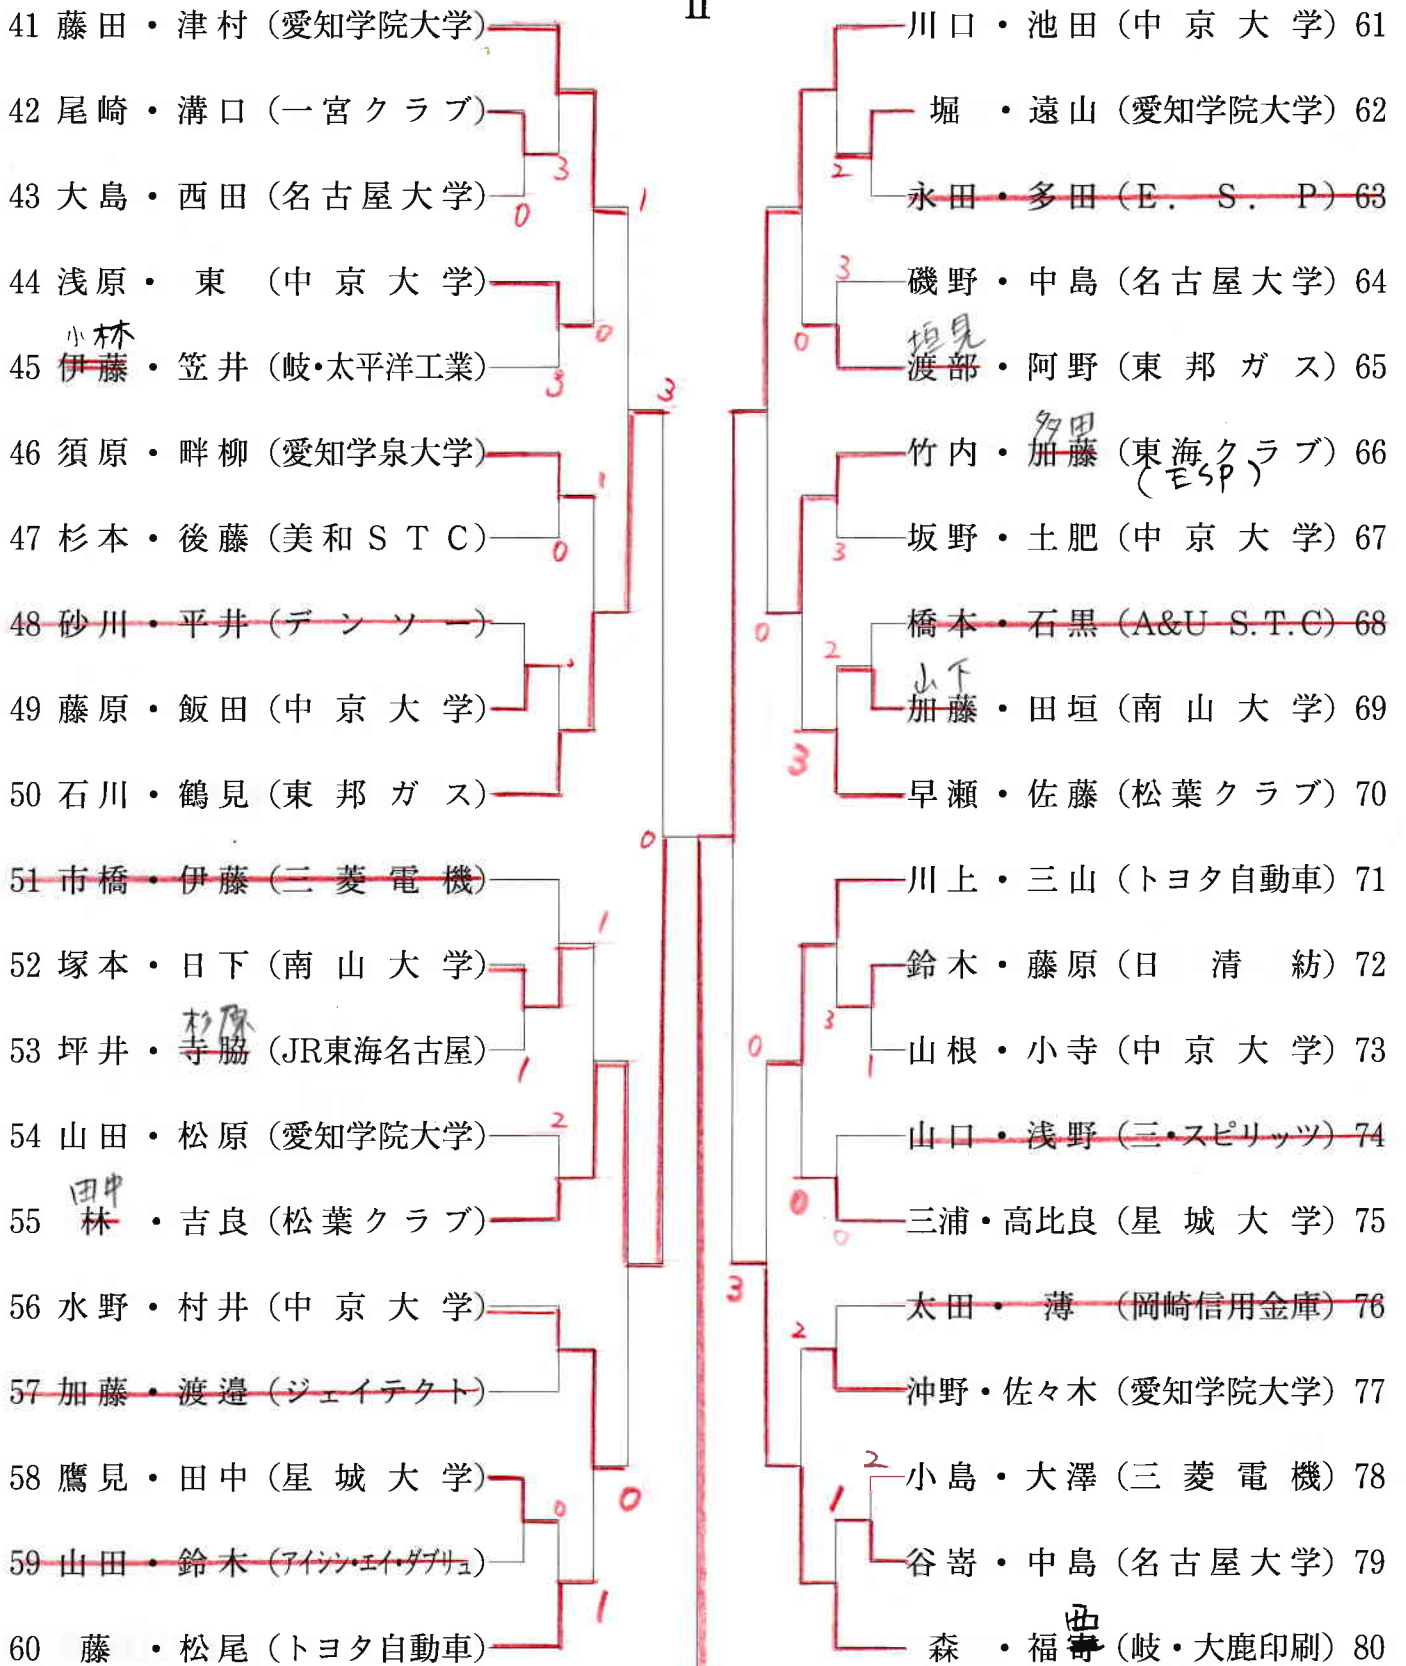 II
41 藤田・津村 (愛知学院大学)
42 尾崎・溝口 (一宮クラブ)
3
43 大島・西田 (名古屋大学)
0
1
44 浅原・東 (中京大学)
0
小林
45 伊藤・笠井 (岐・太平洋工業)
3
3
46 須原・畔柳 (愛知学泉大学)
1
47 杉本・後藤 (美和STC)
0
48 砂川・平井 (デンソー)
49 藤原・飯田 (中京大学)
50 石川・鶴見 (東邦ガス)
0
51 市橋・伊藤 (三菱電機)
1
52 塚本・日下 (南山大学)
杉原
53 坪井・寺脇 (JR東海名古屋)
1
2
54 山田・松原 (愛知学院大学)
田中
55 林・吉良 (松葉クラブ)
56 水野・村井 (中京大学)
57 加藤・渡邉 (ジェイテクト)
58 鷹見・田中 (星城大学)
0
0
59 山田・鈴木 (アイシン・エイ・ダブリュ)
1
60 藤・松尾 (トヨタ自動車)
川口・池田 (中京大学) 61
堀・遠山 (愛知学院大学) 62
2
永田・多田 (E.S.P) 63
3
磯野・中島 (名古屋大学) 64
0
垣見
渡部・阿野 (東邦ガス) 65
多田
竹内・加藤 (東海クラブ) 66
(ESP)
坂野・土肥 (中京大学) 67
3
橋本・石黒 (A&U S.T.C) 68
0
2
山下
加藤・田垣 (南山大学) 69
3
早瀬・佐藤 (松葉クラブ) 70
川上・三山 (トヨタ自動車) 71
鈴木・藤原 (日清紡) 72
3
0
山根・小寺 (中京大学) 73
1
山口・浅野 (三・スピリッツ) 74
0
三浦・高比良 (星城大学) 75
0
3
太田・薄 (岡崎信用金庫) 76
2
沖野・佐々木 (愛知学院大学) 77
2
小島・大澤 (三菱電機) 78
1
谷嵜・中島 (名古屋大学) 79
西
森・福嵜 (岐・大鹿印刷) 80